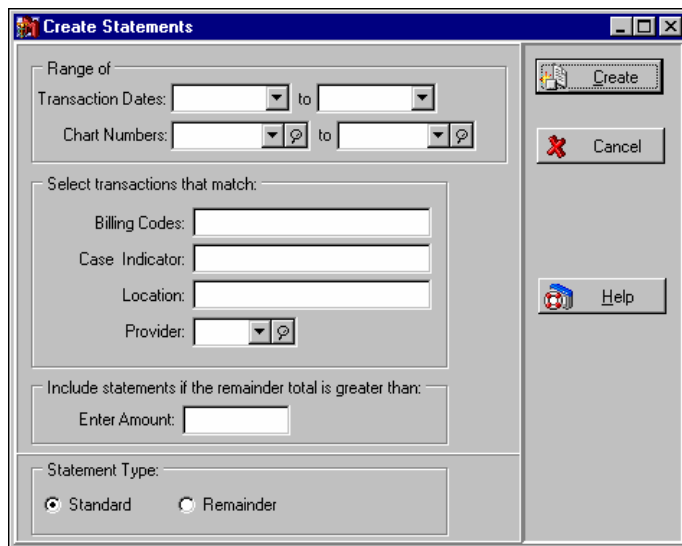 Create Statements
Range of
Transaction Dates: to
Chart Numbers: to
Select transactions that match:
Billing Codes:
Case Indicator:
Location:
Provider:
Include statements if the remainder total is greater than:
Enter Amount:
Statement Type:
Standard Remainder
Create
Cancel
Help